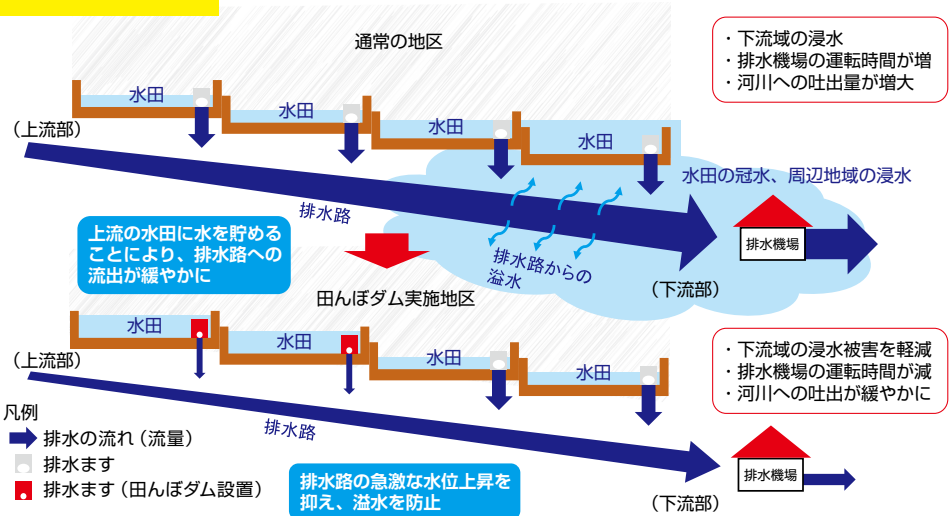 通常の地区
・下流域の浸水
・排水機場の運転時間が増
・河川への吐出量が増大
水田
水田
水田
水田
（上流部）
水田の冠水、周辺地域の浸水
排水路
排水機場
上流の水田に水を貯める
ことにより、排水路への
流出が緩やかに
排水路からの
溢水
（下流部）
田んぼダム実施地区
水田
水田
水田
水田
（上流部）
・下流域の浸水被害を軽減
・排水機場の運転時間が減
・河川への吐出が緩やかに
凡例
排水の流れ（流量）
排水ます
排水ます（田んぼダム設置）
排水路
排水機場
排水路の急激な水位上昇を
抑え、溢水を防止
（下流部）